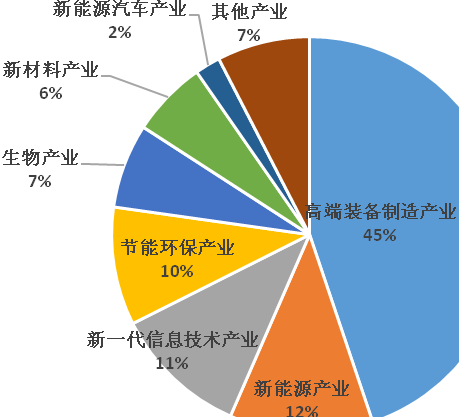 新能源汽车产业
2%
其他产业
7%
新材料产业
6%
生物产业
7%
高端装备制造产业
45%
节能环保产业
10%
新一代信息技术产业
11%
新能源产业
12%